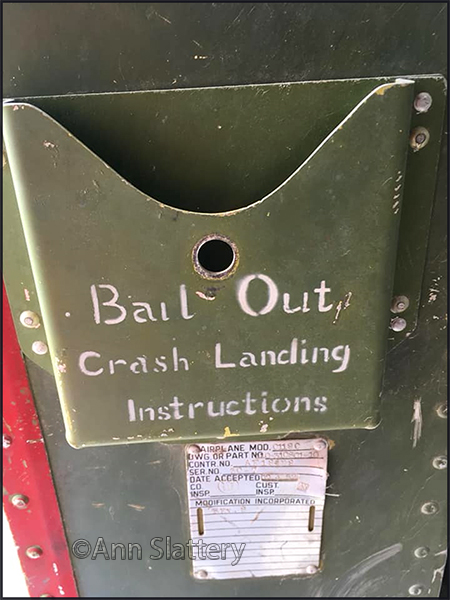 Bail Out
Crash Landing
Instructions
AIRPLANE MOD.
DWG. OR PART NO.
CONTR. NO.
SER. NO.
DATE ACCEPTED
CO. CUST.
INSP. INSP.
MODIFICATION INCORPORATED
©Ann Slattery